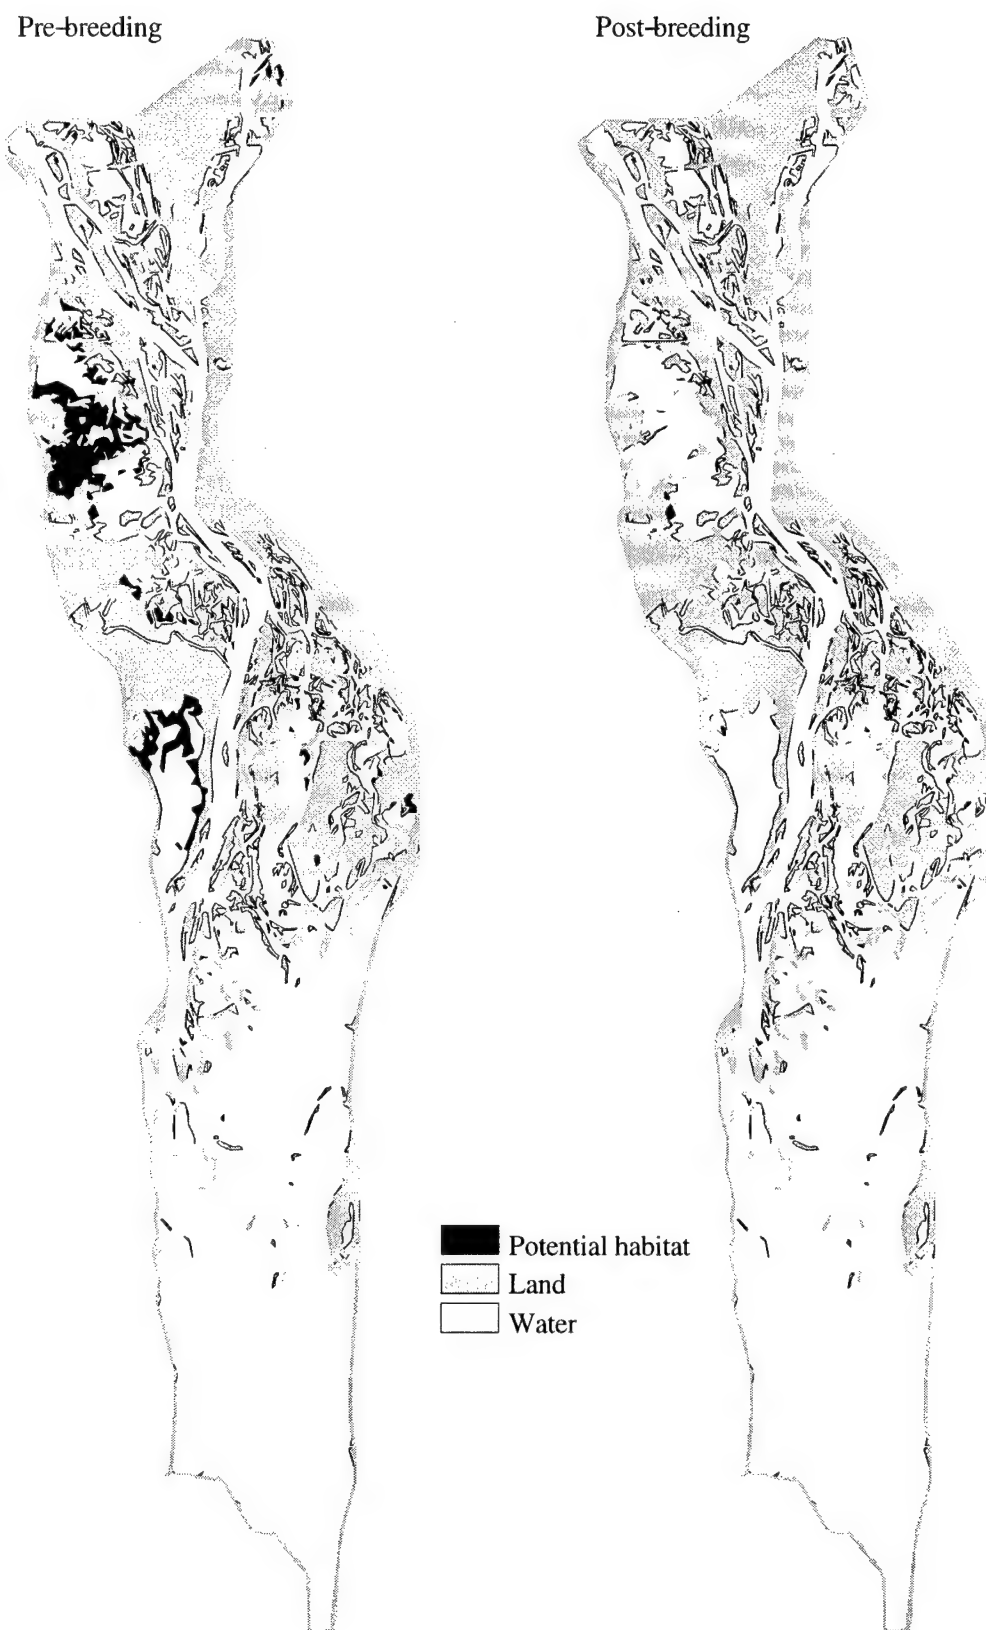 Pre-breeding
Post-breeding
Potential habitat
Land
Water